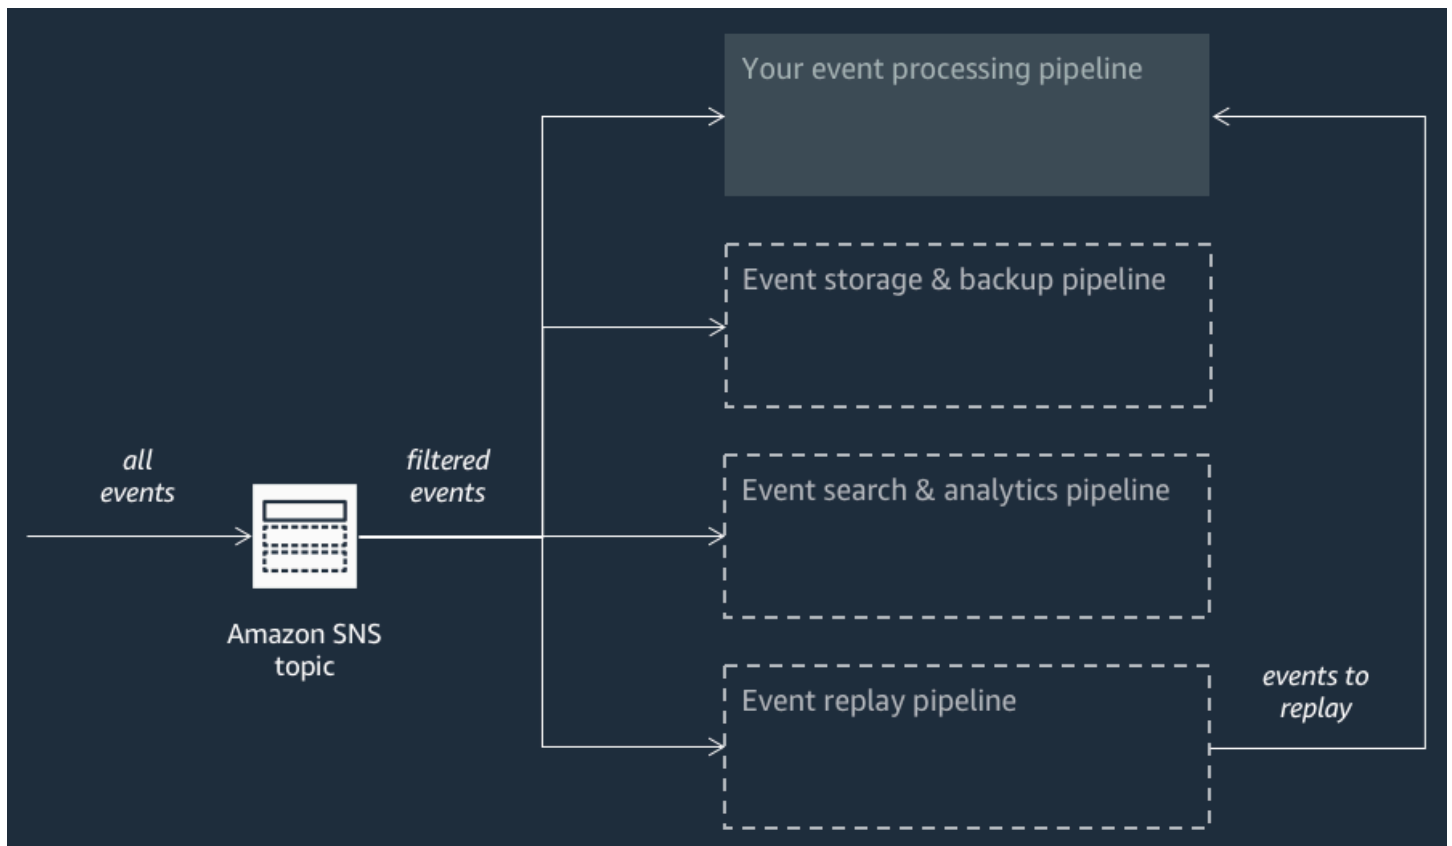 Your event processing pipeline
Event storage & backup pipeline
all
events
filtered
events
Event search & analytics pipeline
Amazon SNS
topic
Event replay pipeline
events to
replay